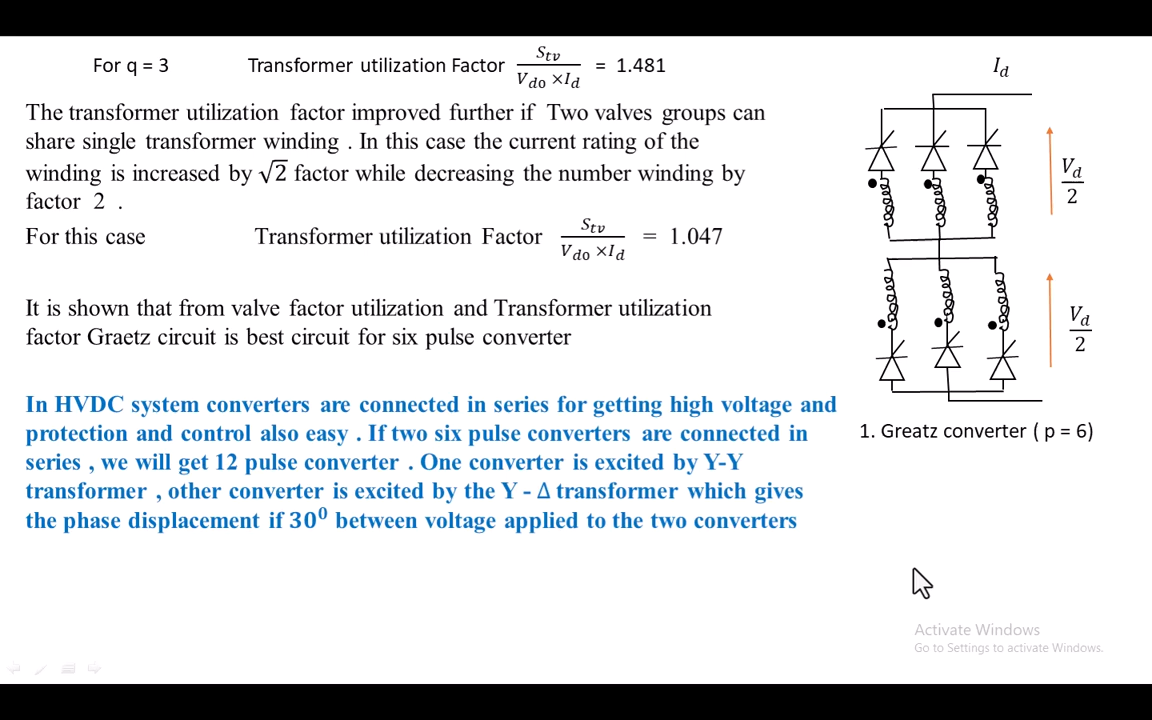 For q = 3 Transformer utilization Factor Stv / Vdo ×Id = 1.481
The transformer utilization factor improved further if Two valves groups can
share single transformer winding . In this case the current rating of the
winding is increased by √2 factor while decreasing the number winding by
factor 2 .
For this case Transformer utilization Factor Stv / Vdo ×Id = 1.047
It is shown that from valve factor utilization and Transformer utilization
factor Graetz circuit is best circuit for six pulse converter
In HVDC system converters are connected in series for getting high voltage and
protection and control also easy . If two six pulse converters are connected in
series , we will get 12 pulse converter . One converter is excited by Y-Y
transformer , other converter is excited by the Y - Δ transformer which gives
the phase displacement if 30⁰ between voltage applied to the two converters
Id
Vd / 2
Vd / 2
1. Greatz converter ( p = 6)
Activate Windows
Go to Settings to activate Windows.